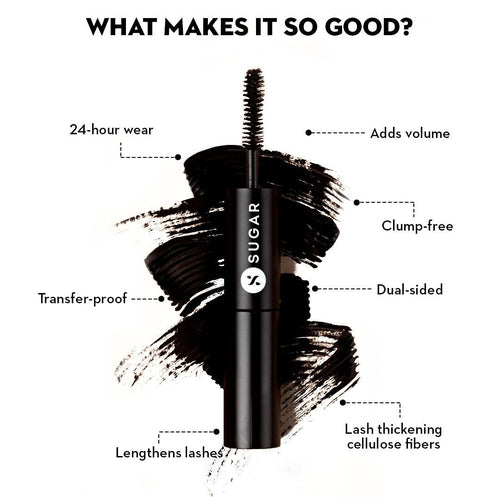 WHAT MAKES IT SO GOOD?
24-hour wear
Adds volume
Clump-free
SUGAR
Transfer-proof
Dual-sided
Lengthens lashes
Lash thickening
cellulose fibers